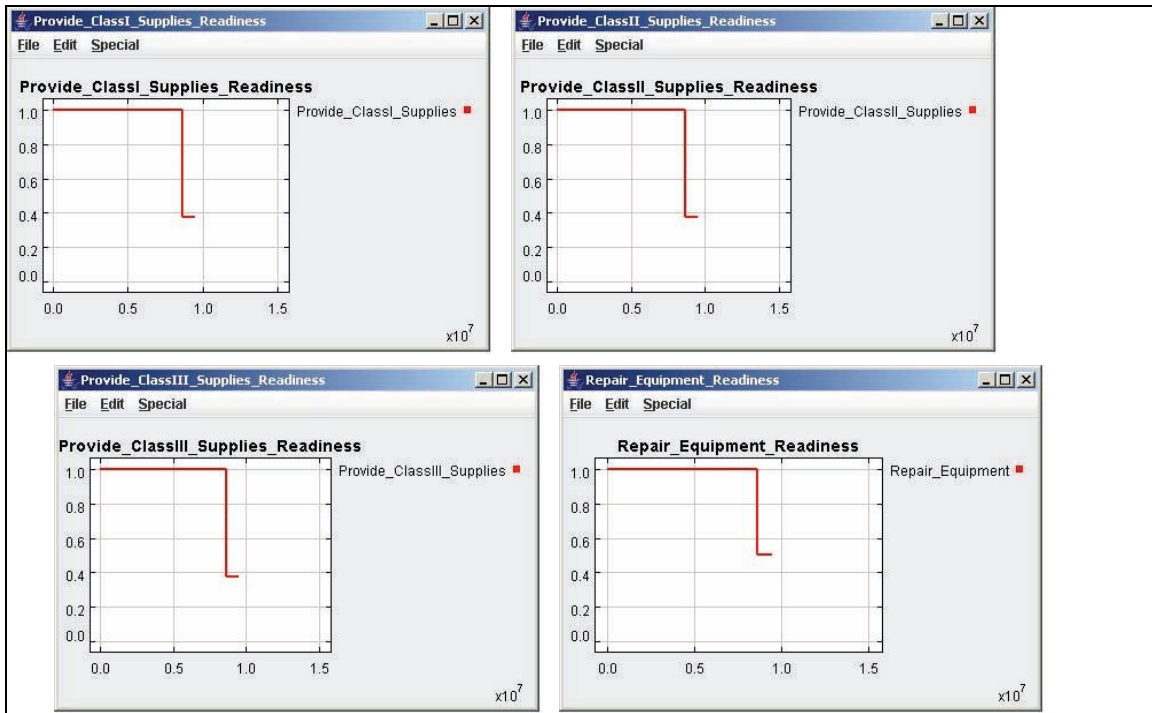 Provide_ClassI_Supplies_Readiness
File Edit Special
Provide_ClassI_Supplies_Readiness
Provide_ClassI_Supplies
1.0
0.8
0.6
0.4
0.2
0.0
0.0 0.5 1.0 1.5
x10^7
Provide_ClassII_Supplies_Readiness
File Edit Special
Provide_ClassII_Supplies_Readiness
Provide_ClassII_Supplies
1.0
0.8
0.6
0.4
0.2
0.0
0.0 0.5 1.0 1.5
x10^7
Provide_ClassIII_Supplies_Readiness
File Edit Special
Provide_ClassIII_Supplies_Readiness
Provide_ClassIII_Supplies
1.0
0.8
0.6
0.4
0.2
0.0
0.0 0.5 1.0 1.5
x10^7
Repair_Equipment_Readiness
File Edit Special
Repair_Equipment_Readiness
Repair_Equipment
1.0
0.8
0.6
0.4
0.2
0.0
0.0 0.5 1.0 1.5
x10^7